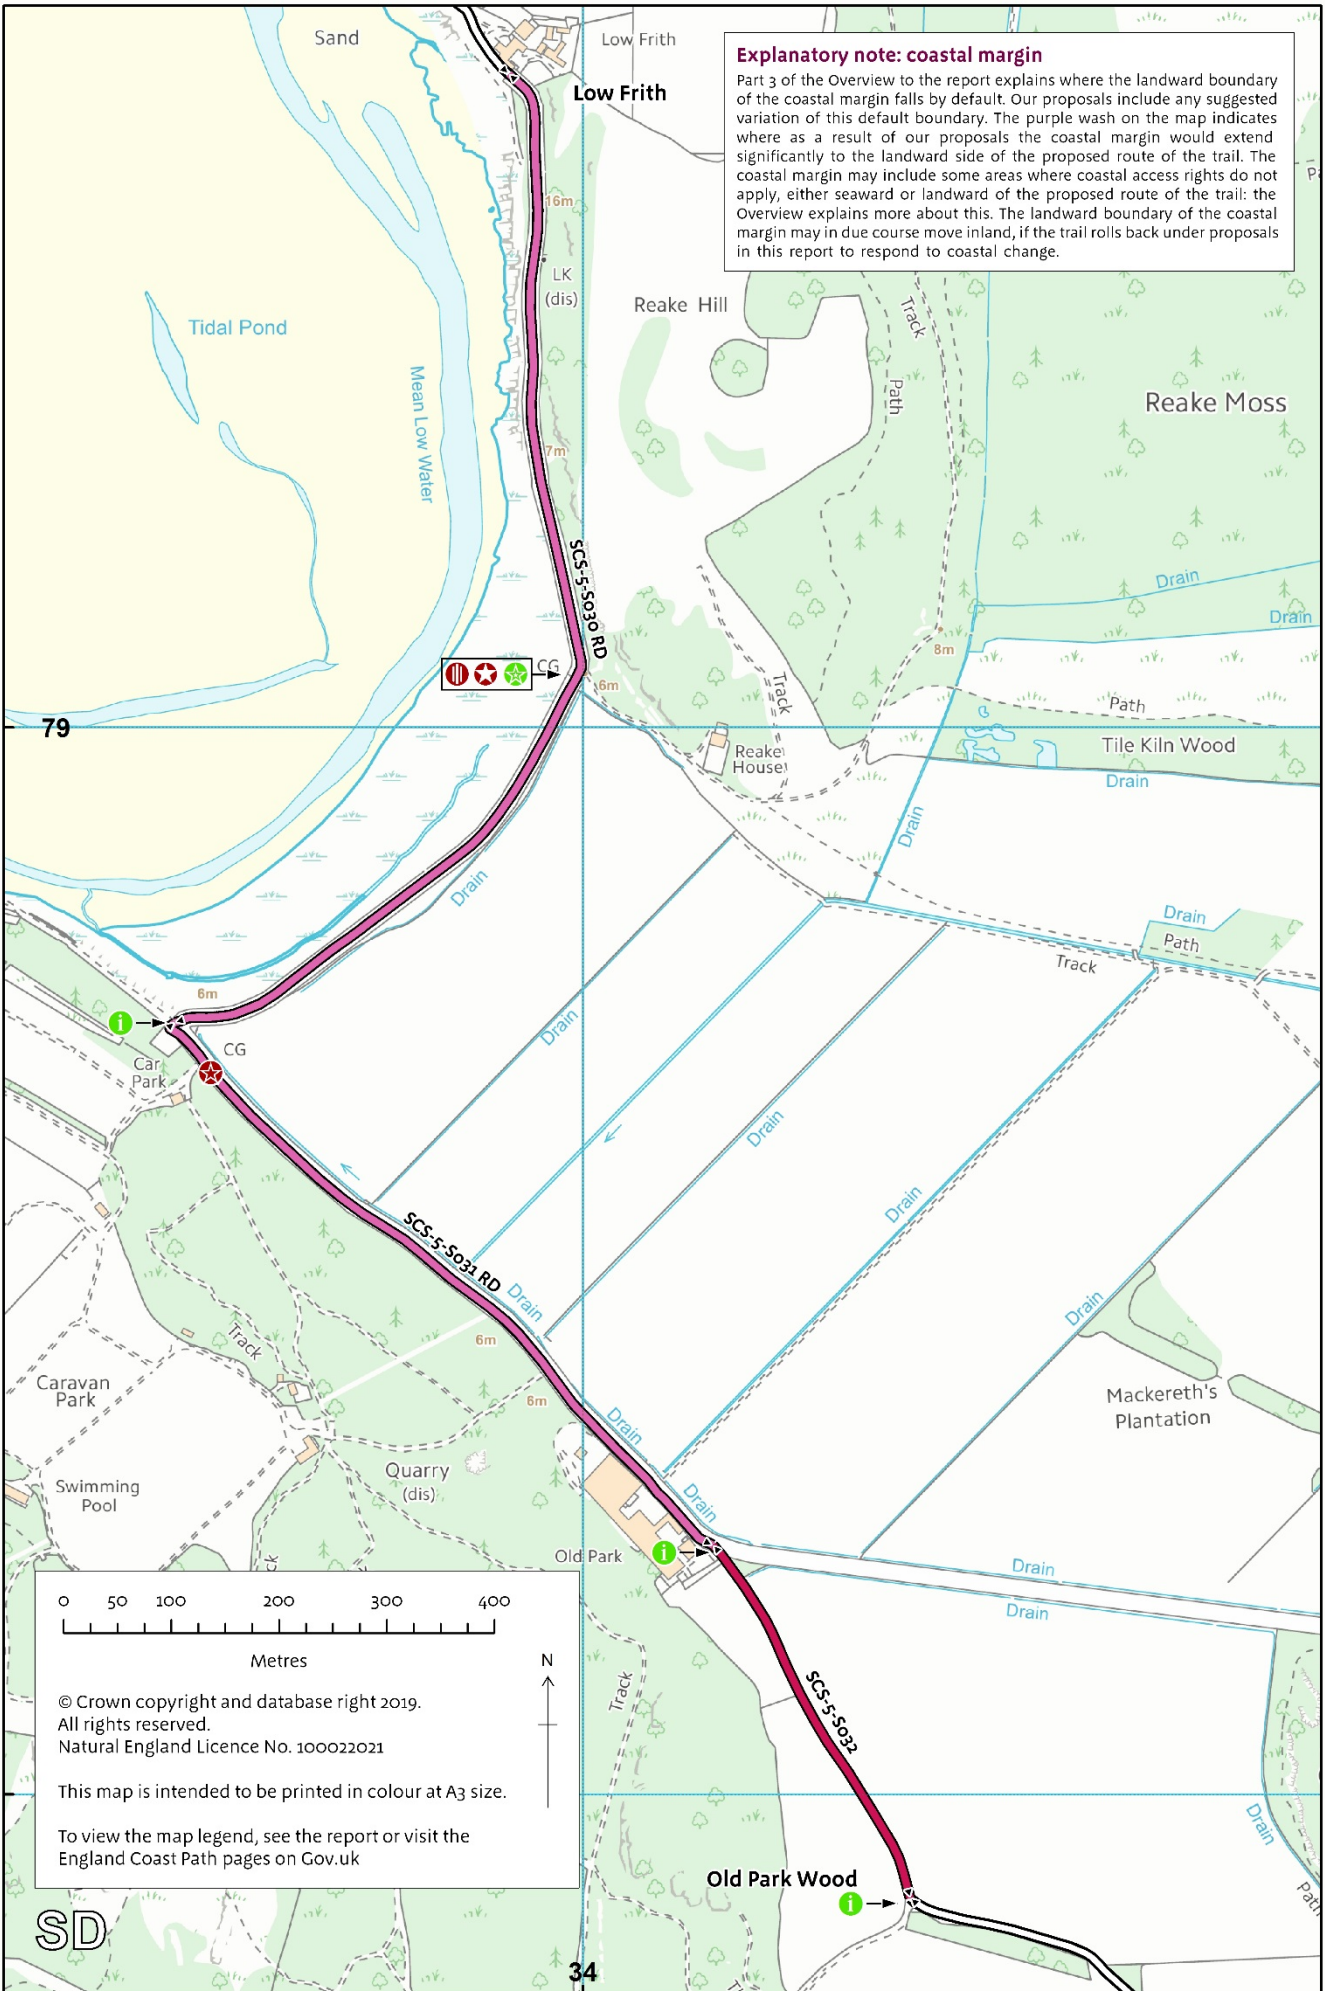 Sand
Low Frith
Low Frith
Explanatory note: coastal margin
Part 3 of the Overview to the report explains where the landward boundary
of the coastal margin falls by default. Our proposals include any suggested
variation of this default boundary. The purple wash on the map indicates
where as a result of our proposals the coastal margin would extend
significantly to the landward side of the proposed route of the trail. The
coastal margin may include some areas where coastal access rights do not
apply, either seaward or landward of the proposed route of the trail: the
Overview explains more about this. The landward boundary of the coastal
margin may in due course move inland, if the trail rolls back under proposals
in this report to respond to coastal change.
16m
LK
(dis)
Reake Hill
Track
Path
Tidal Pond
Mean Low Water
Reake Moss
7m
SCS-5-S030 RD
Drain
Drain
8m
CG
6m
Track
Path
79
Reake
House
Tile Kiln Wood
Drain
Drain
Drain
Drain
Path
Track
6m
i
CG
Car
Park
Drain
Drain
Drain
SCS-5-S031 RD
Drain
Drain
6m
Track
Caravan
Park
6m
Mackereth's
Plantation
Drain
Quarry
(dis)
Swimming
Pool
Drain
Old Park
i
Drain
Drain
0 50 100 200 300 400
Metres
N
© Crown copyright and database right 2019.
All rights reserved.
Natural England Licence No. 100022021
This map is intended to be printed in colour at A3 size.
To view the map legend, see the report or visit the
England Coast Path pages on Gov.uk
Track
SCS-5-S032
Drain
Old Park Wood
i
Path
SD
34